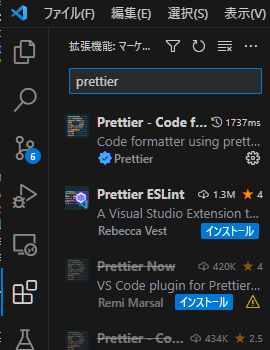 ファイル(F) 編集(E) 選択(S) 表示(V)
拡張機能: マーケ...
prettier
Prettier - Code f... 1737ms
Code formatter using prett...
Prettier
6
Prettier ESLint 1.3M ★ 4
A Visual Studio Extension t...
Rebecca Vest インストール
Prettier Now 420K ★ 4
VS Code plugin for Prettier...
Remi Marsal インストール
Prettier - Co... 434K ★ 2.5